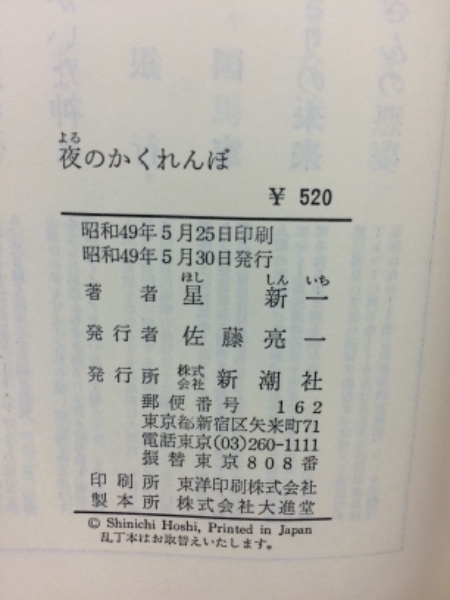 よる
夜のかくれんぼ
¥ 520
昭和49年5月25日印刷
昭和49年5月30日発行
ほし しん いち
著者 星 新一
発行者 佐藤亮一
発行所 株式会社 新潮社
郵便番号 162
東京都新宿区矢来町71
電話東京(03)260-1111
振替東京808番
印刷所 東洋印刷株式会社
製本所 株式会社大進堂
© Shinichi Hoshi, Printed in Japan
乱丁本はお取替えいたします。